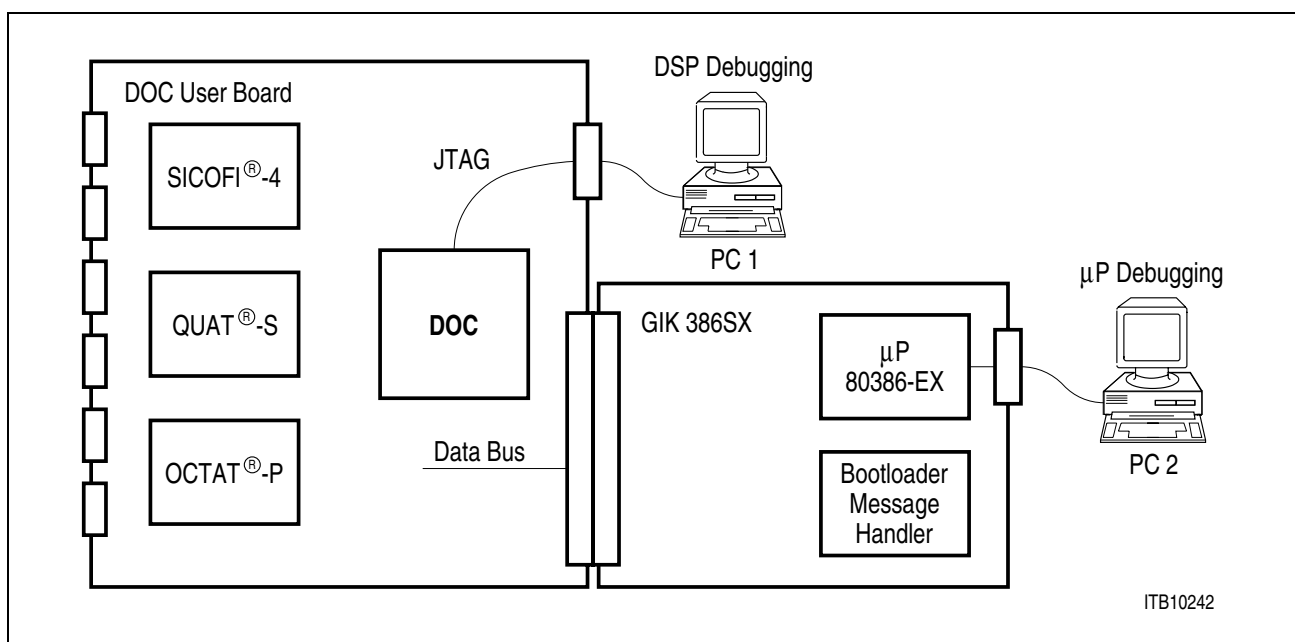 DSP Debugging
DOC User Board
SICOFI®-4
JTAG
PC 1
μP Debugging
QUAT®-S
DOC
GIK 386SX
μP
80386-EX
OCTAT®-P
Data Bus
Bootloader
Message
Handler
PC 2
ITB10242